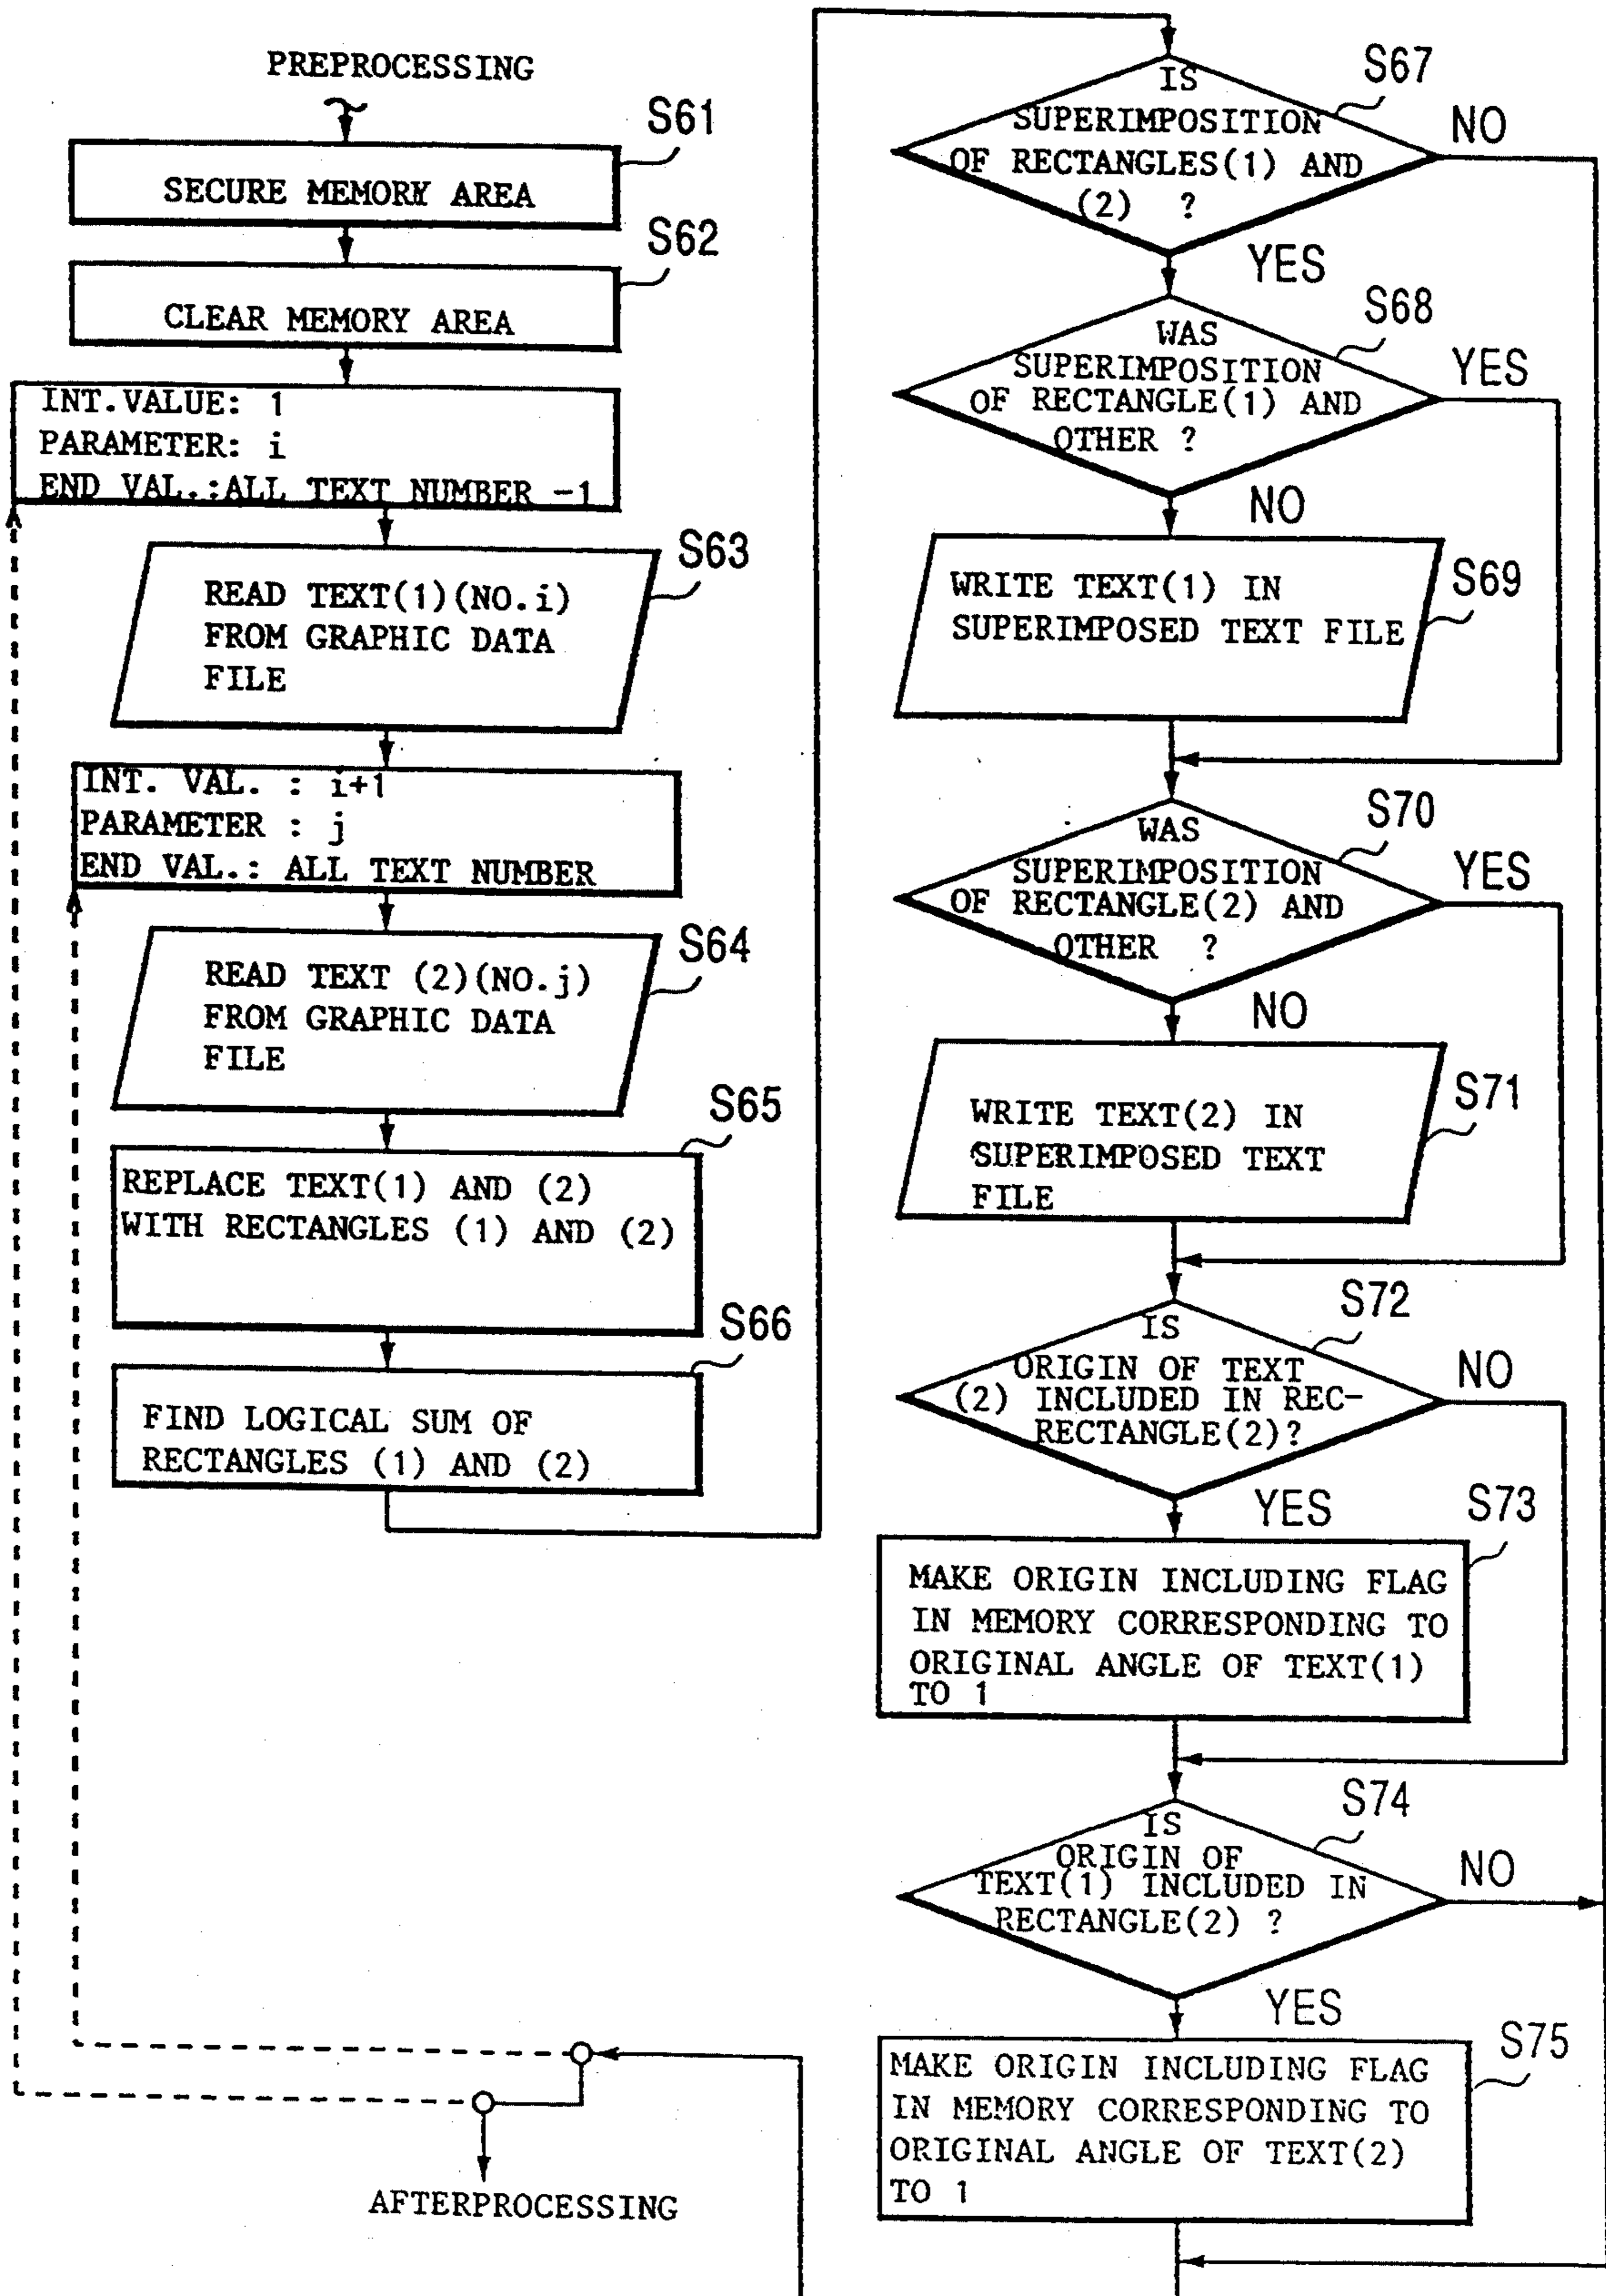 PREPROCESSING
S61
SECURE MEMORY AREA
S62
CLEAR MEMORY AREA
INT.VALUE: 1
PARAMETER: i
END VAL.:ALL TEXT NUMBER -1
S63
READ TEXT(1)(NO.i)
FROM GRAPHIC DATA
FILE
INT. VAL. : i+1
PARAMETER : j
END VAL.: ALL TEXT NUMBER
S64
READ TEXT (2)(NO.j)
FROM GRAPHIC DATA
FILE
S65
REPLACE TEXT(1) AND (2)
WITH RECTANGLES (1) AND (2)
S66
FIND LOGICAL SUM OF
RECTANGLES (1) AND (2)
AFTERPROCESSING
S67
IS
SUPERIMPOSITION
OF RECTANGLES(1) AND
(2) ?
NO
YES
S68
WAS
SUPERIMPOSITION
OF RECTANGLE(1) AND
OTHER ?
YES
NO
S69
WRITE TEXT(1) IN
SUPERIMPOSED TEXT FILE
S70
WAS
SUPERIMPOSITION
OF RECTANGLE(2) AND
OTHER ?
YES
NO
S71
WRITE TEXT(2) IN
SUPERIMPOSED TEXT
FILE
S72
IS
ORIGIN OF TEXT
(2) INCLUDED IN REC-
RECTANGLE(2)?
NO
YES
S73
MAKE ORIGIN INCLUDING FLAG
IN MEMORY CORRESPONDING TO
ORIGINAL ANGLE OF TEXT(1)
TO 1
S74
IS
ORIGIN OF
TEXT(1) INCLUDED IN
RECTANGLE(2) ?
NO
YES
S75
MAKE ORIGIN INCLUDING FLAG
IN MEMORY CORRESPONDING TO
ORIGINAL ANGLE OF TEXT(2)
TO 1